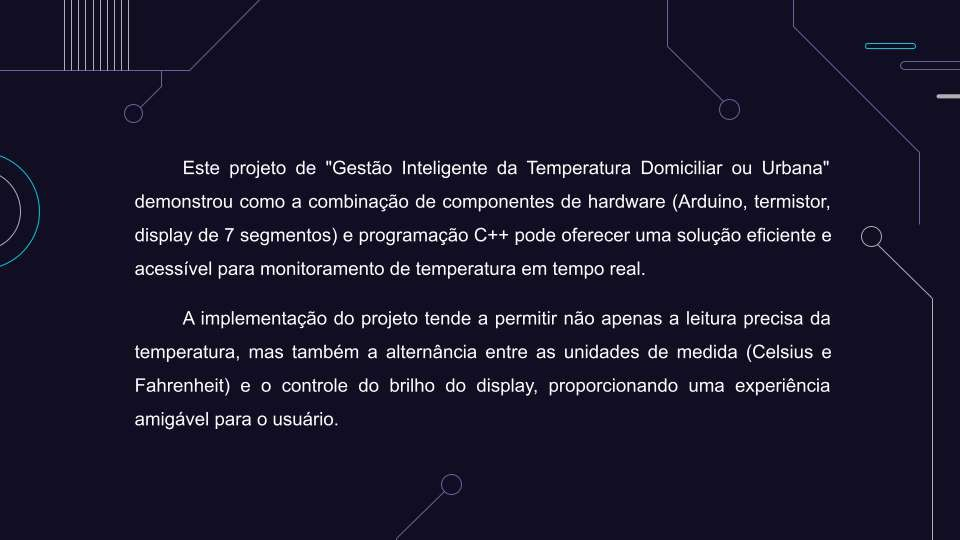 Este projeto de "Gestão Inteligente da Temperatura Domiciliar ou Urbana"
demonstrou como a combinação de componentes de hardware (Arduino, termistor,
display de 7 segmentos) e programação C++ pode oferecer uma solução eficiente e
acessível para monitoramento de temperatura em tempo real.
A implementação do projeto tende a permitir não apenas a leitura precisa da
temperatura, mas também a alternância entre as unidades de medida (Celsius e
Fahrenheit) e o controle do brilho do display, proporcionando uma experiência
amigável para o usuário.